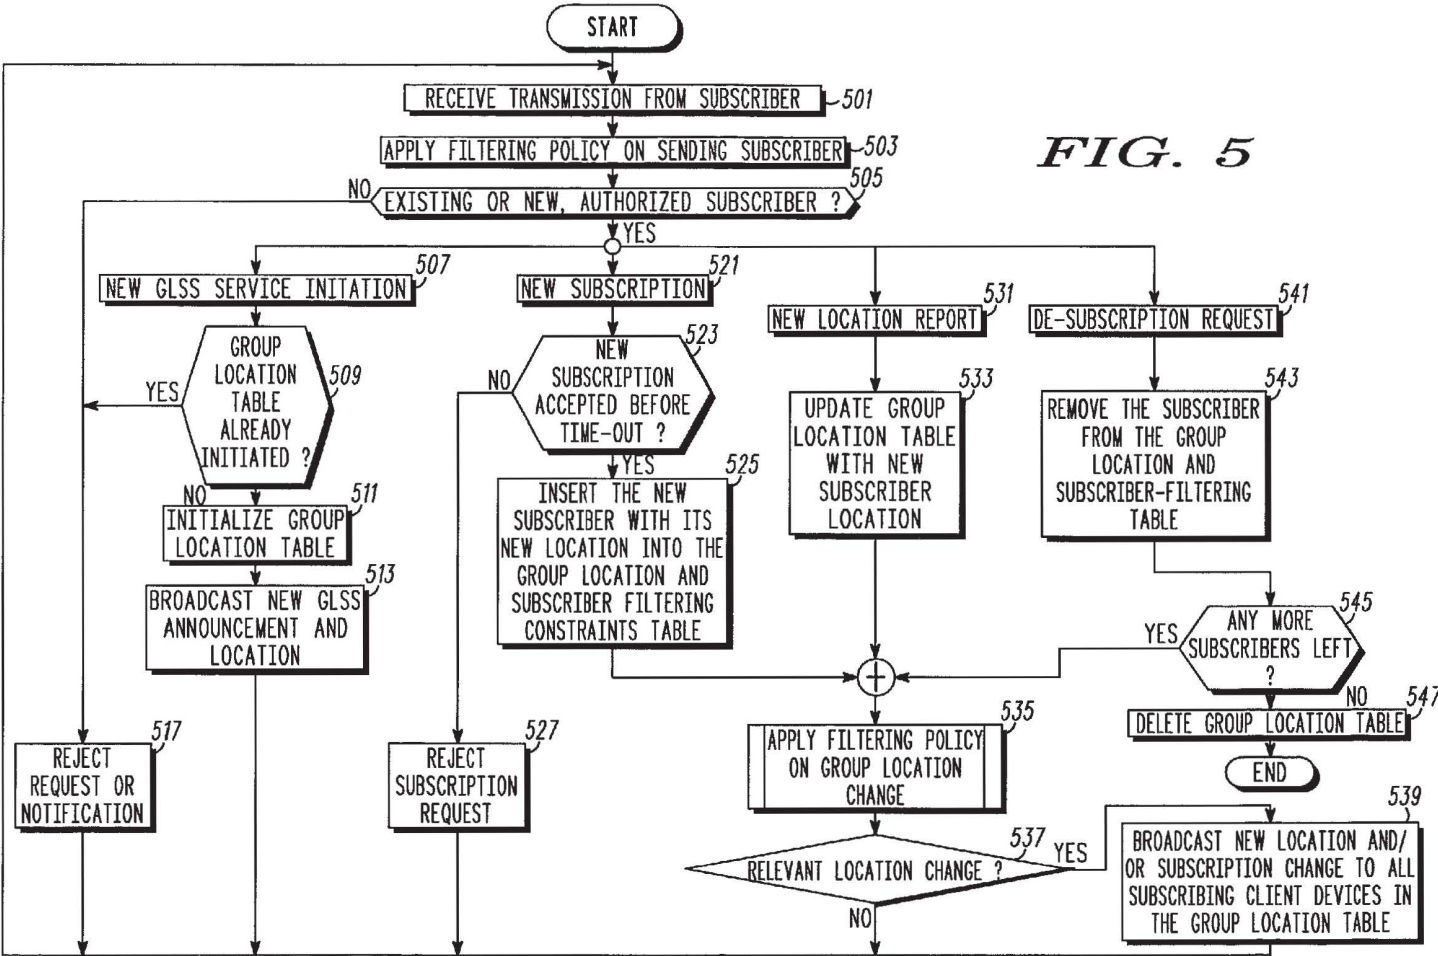 START
RECEIVE TRANSMISSION FROM SUBSCRIBER
501
APPLY FILTERING POLICY ON SENDING SUBSCRIBER
503
FIG. 5
NO
EXISTING OR NEW, AUTHORIZED SUBSCRIBER ?
505
YES
NEW GLSS SERVICE INITATION
507
GROUP
LOCATION
TABLE
ALREADY
INITIATED ?
509
YES
NO
INITIALIZE GROUP
LOCATION TABLE
511
BROADCAST NEW GLSS
ANNOUNCEMENT AND
LOCATION
513
REJECT
REQUEST OR
NOTIFICATION
517
NEW SUBSCRIPTION
521
NEW
SUBSCRIPTION
ACCEPTED BEFORE
TIME-OUT ?
523
NO
YES
INSERT THE NEW
SUBSCRIBER WITH ITS
NEW LOCATION INTO THE
GROUP LOCATION AND
SUBSCRIBER FILTERING
CONSTRAINTS TABLE
525
REJECT
SUBSCRIPTION
REQUEST
527
NEW LOCATION REPORT
531
UPDATE GROUP
LOCATION TABLE
WITH NEW
SUBSCRIBER
LOCATION
533
+
APPLY FILTERING POLICY
ON GROUP LOCATION
CHANGE
535
RELEVANT LOCATION CHANGE ?
537
YES
NO
DE-SUBSCRIPTION REQUEST
541
REMOVE THE SUBSCRIBER
FROM THE GROUP
LOCATION AND
SUBSCRIBER-FILTERING
TABLE
543
ANY MORE
SUBSCRIBERS LEFT
?
545
YES
NO
DELETE GROUP LOCATION TABLE
547
END
BROADCAST NEW LOCATION AND/
OR SUBSCRIPTION CHANGE TO ALL
SUBSCRIBING CLIENT DEVICES IN
THE GROUP LOCATION TABLE
539